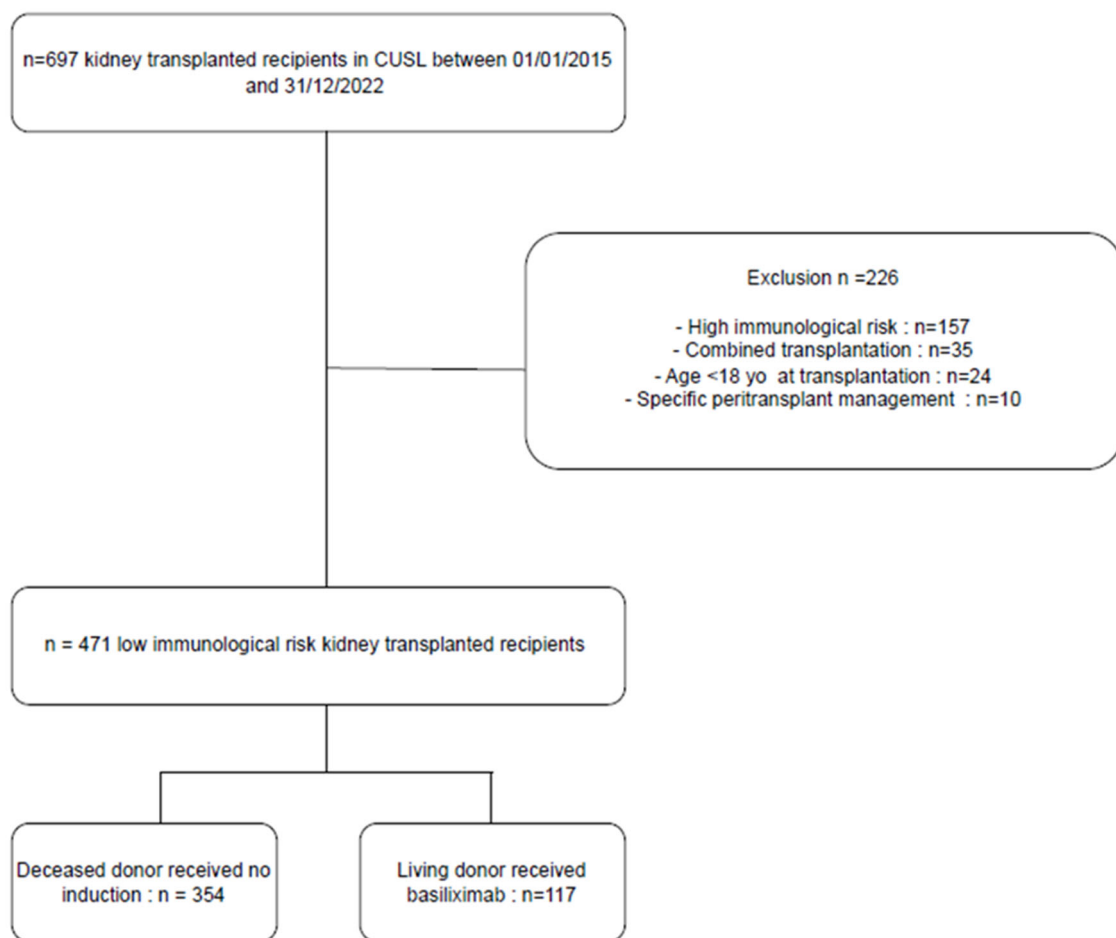 n=697 kidney transplanted recipients in CUSL between 01/01/2015
and 31/12/2022
Exclusion n =226
- High immunological risk : n=157
- Combined transplantation : n=35
- Age <18 yo at transplantation : n=24
- Specific peritransplant management : n=10
n = 471 low immunological risk kidney transplanted recipients
Deceased donor received no
induction : n = 354
Living donor received
basiliximab : n=117